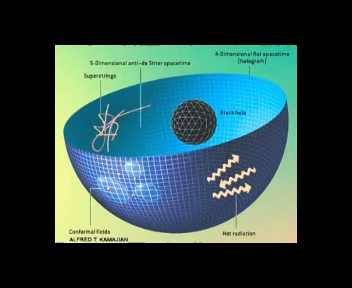 4-Dimensional flat spacetime
(hologram)
5-Dimensional anti-de Sitter spacetime
Superstrings
Black hole
Conformal fields
Hot radiation
ALFRED T. KAMAJIAN